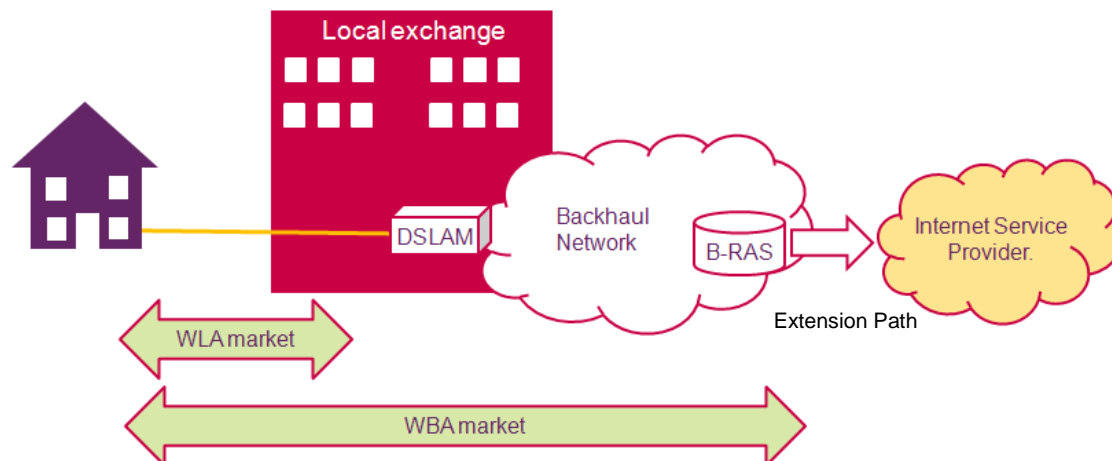 Local exchange
DSLAM
Backhaul
Network
B-RAS
Internet Service
Provider.
Extension Path
WLA market
WBA market